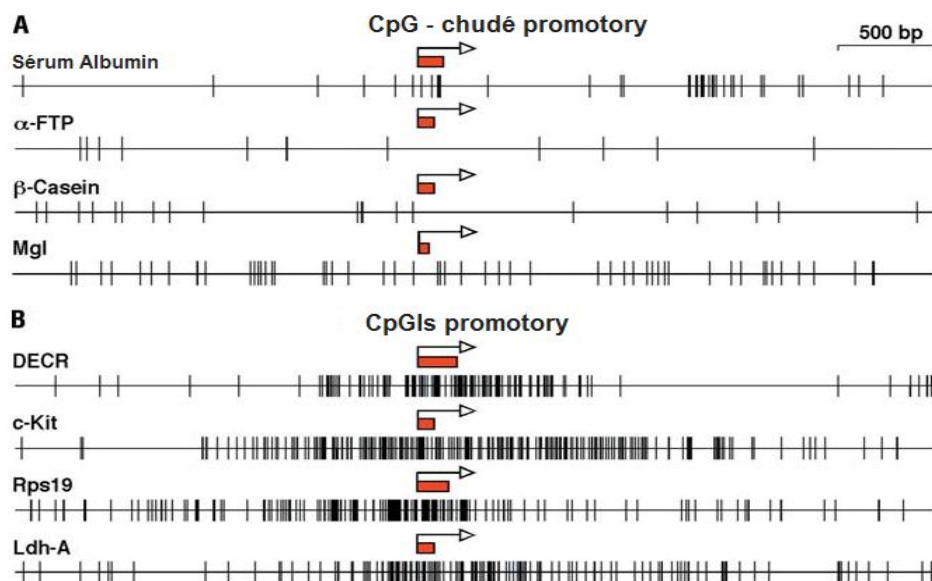 A
CpG - chudé promotory
500 bp
Sérum Albumin
α-FTP
β-Casein
Mgl
B
CpGIs promotory
DECR
c-Kit
Rps19
Ldh-A